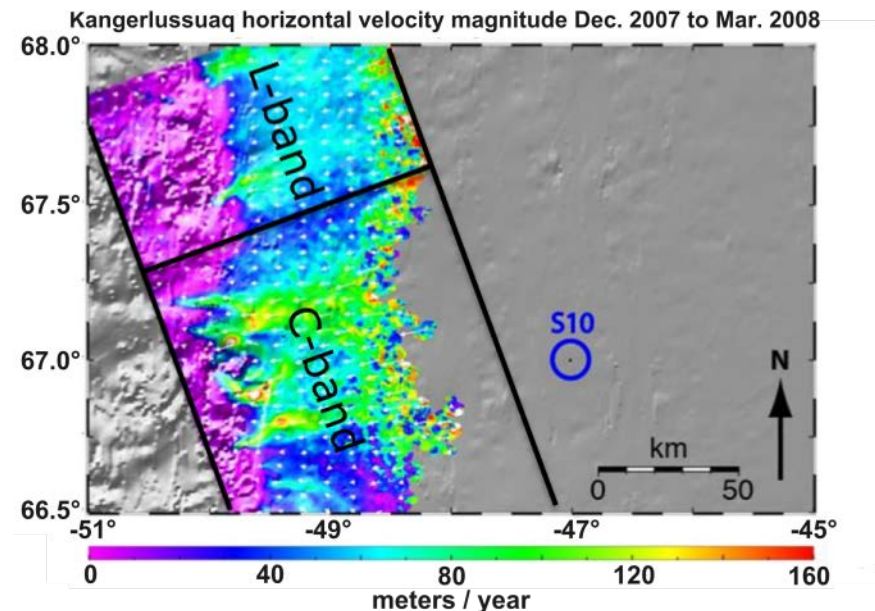 Kangerlussuaq horizontal velocity magnitude Dec. 2007 to Mar. 2008
68.0°
L-band
67.5°
C-band
S10
67.0°
N
km
0 50
66.5°
-51° -49° -47° -45°
0 40 80 120 160
meters / year